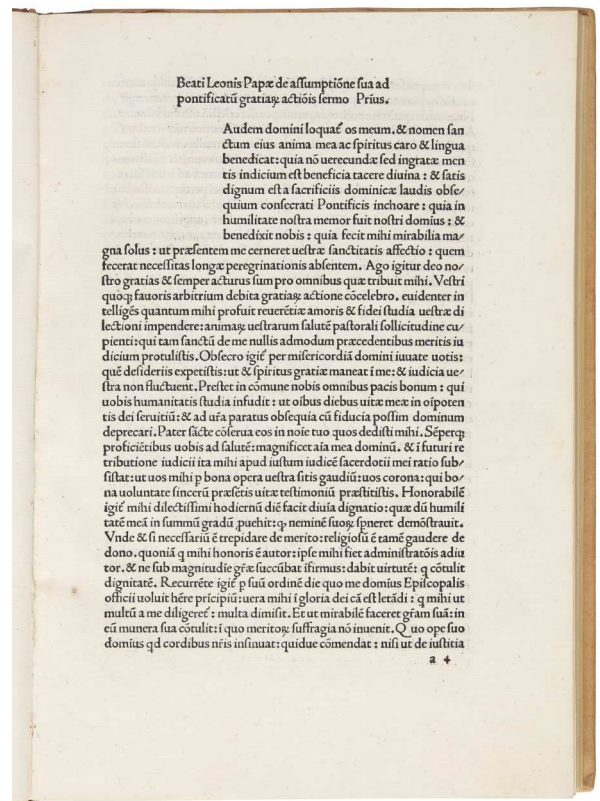 Beati Leonis Papæ de assumptiōne sua ad
pontificatū gratiaꝝ actiōis sermo Prius.
Audem domini loquat̄ os meum. & nomen san
ctum eius anima mea ac spiritus caro & lingua
benedicat: quia nō uerecundæ sed ingratæ men
tis indicium est beneficia tacere diuina: & satis
dignum est a sacrificiis dominicæ laudis obse⸗
quium consecrati Pontificis inchoare: quia in
humilitate nostra memor fuit nostri domius: &
benedixit nobis: quia fecit mihi mirabilia ma⸗
gna solus: ut præsentem me cerneret uestræ sanctitatis affectio: quem
fecerat necessitas longæ peregrinationis absentem. Ago igitur deo no⸗
stro gratias & semper acturus sum pro omnibus quæ tribuit mihi. Vestri
quoqꝫ fauoris arbitrium debita gratiaꝝ actione cōcelebro. euidenter in
telligēs quantum mihi profuit reuerētiæ amoris & fidei studia uestræ di
lectioni impendere: animaꝝ uestrarum salutē pastorali sollicitudine cu⸗
pienti: qui tam sanctū de me nullis admodum præcedentibus meritis iu
dicium protulistis. Obsecro igit̄ per misericordiā domini iuuate uotis:
quē desideriis expetistis: ut & spiritus gratiæ maneat ī me: & iudicia ue⸗
stra non fluctuent. Prestet in cōmune nobis omnibus pacis bonum: qui
uobis humanitatis studia infudit: ut oībus diebus uitæ meæ in oīpoten
tis dei seruitiū: & ad ur̄a paratus obsequia cū fiducia possim dominum
deprecari. Pater sācte cōserua eos in noīe tuo quos dedisti mihi. Sēperqꝫ
proficiētibus uobis ad salutē: magnificet aīa mea dominū. & ī futuri re
tributione iudicii ita mihi apud iustum iudicē sacerdotii mei ratio sub⸗
sistat: ut uos mihi p bona opera uestra sitis gaudiū: uos corona: qui bo⸗
na uoluntate sincerū præsētis uitæ testimoniū præstitistis. Honorabilē
igit̄ mihi dilectissimi hodiernū diē facit diuīa dignatio: quæ dū humili
tatē meā in summū gradū ꝓuehit: ꝙ neminē suoꝝ spneret demōstrauit.
Vnde & si necessariū ē trepidare de merito: religiosū ē tamē gaudere de
dono. quoniā q mihi honoris ē autor: ipse mihi fiet administratōis adiu
tor. & ne sub magnitudīe gr̄æ succūbat īfirmus: dabit uirtutē: q cōtulit
dignitatē. Recurrēte igit̄ p suū ordinē die quo me domius Episcopalis
officii uoluit hēre prīcipiū: uera mihi ī gloria dei cā est letādi: q mihi ut
multū a me diligeret̄: multa dimisit. Et ut mirabilē faceret gr̄am suā: in
eū munera sua cōtulit: ī quo meritoꝝ suffragia nō inuenit. Quo ope suo
domius qd cordibus nr̄is insinuat: quidue cōmendat: nisi ut de iustitia
a 4